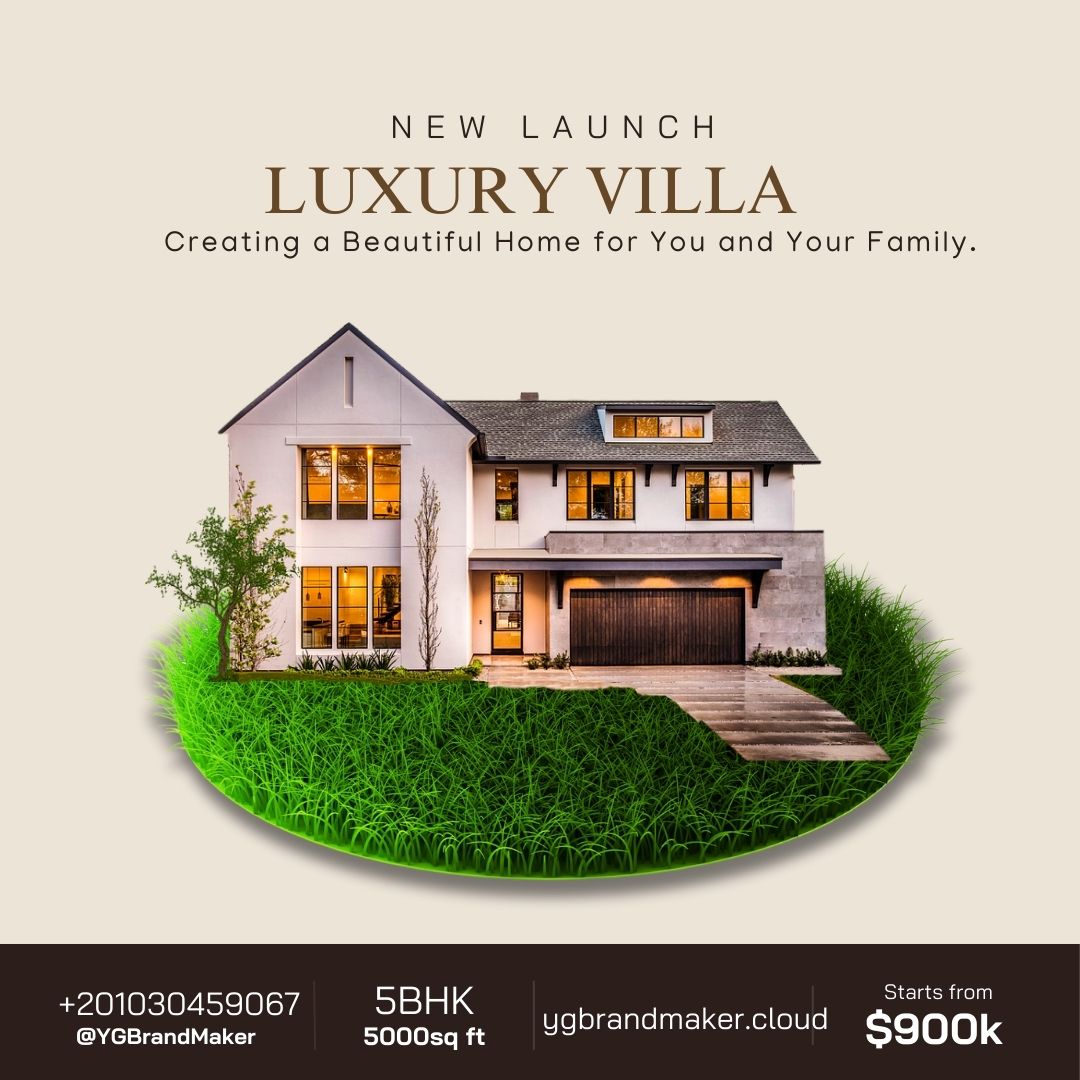 NEW LAUNCH
LUXURY VILLA
Creating a Beautiful Home for You and Your Family.
+201030459067
@YGBrandMaker
5BHK
5000sq ft
ygbrandmaker.cloud
Starts from
$900k